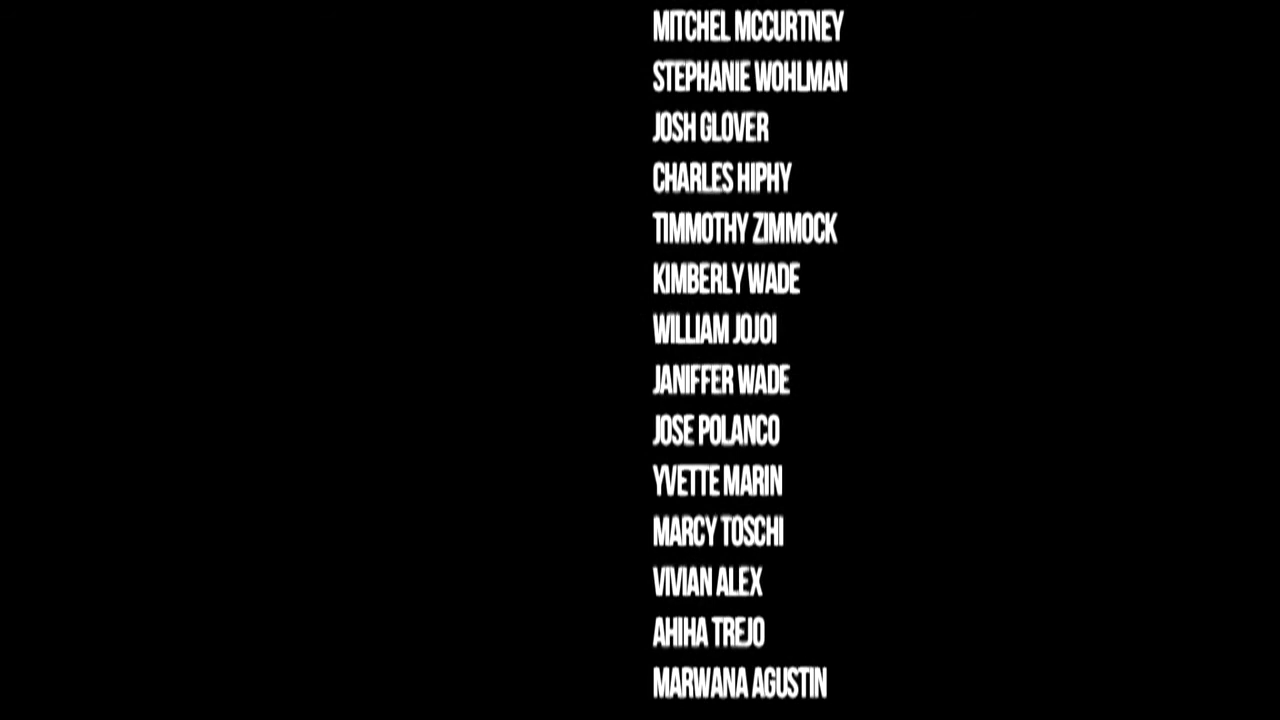 MITCHEL MCCURTNEY
STEPHANIE WOHLMAN
JOSH GLOVER
CHARLES HIPHY
TIMMOTHY ZIMMOCK
KIMBERLY WADE
WILLIAM JOJOI
JANIFFER WADE
JOSE POLANCO
YVETTE MARIN
MARCY TOSCHI
VIVIAN ALEX
AHIHA TREJO
MARWANA AGUSTIN